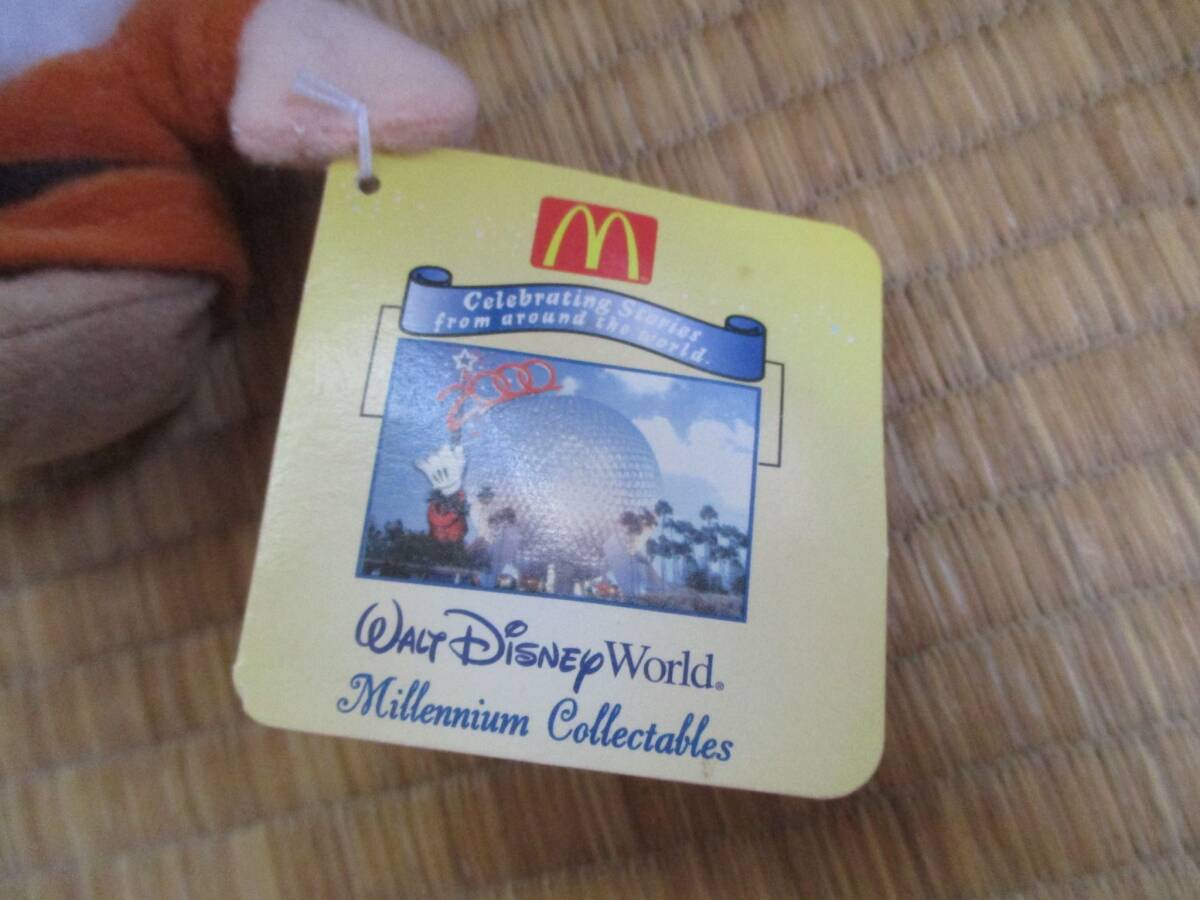 M
Celebrating Stories
from around the world.
2000
WALT DISNEY World®
Millennium Collectables